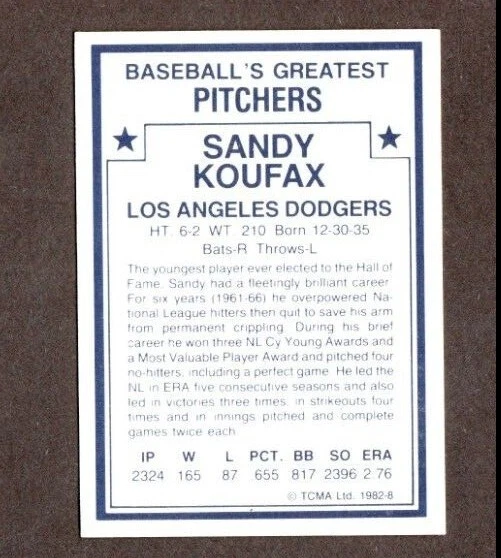 BASEBALL'S GREATEST
PITCHERS
SANDY
KOUFAX
LOS ANGELES DODGERS
HT. 6-2 WT. 210 Born 12-30-35
Bats-R Throws-L
The youngest player ever elected to the Hall of
Fame, Sandy had a fleetingly brilliant career.
For six years (1961-66) he overpowered Na-
tional League hitters then quit to save his arm
from permanent crippling. During his brief
career he won three NL Cy Young Awards and
a Most Valuable Player Award and pitched four
no-hitters, including a perfect game. He led the
NL in ERA five consecutive seasons and also
led in victories three times, in strikeouts four
times and in innings pitched and complete
games twice each.
IP W L PCT. BB SO ERA
2324 165 87 .655 817 2396 2.76
© TCMA Ltd. 1982-8